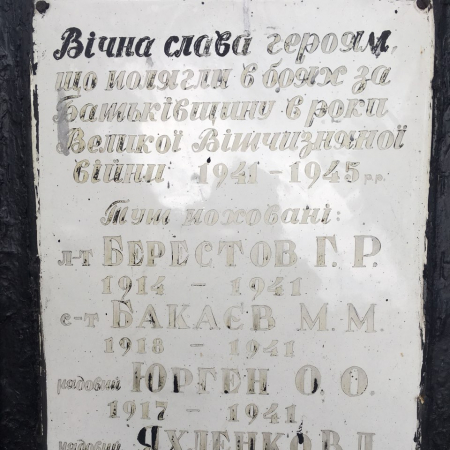 Вічна слава героям,
що полягли в боях за
Батьківщину в роки
Великої Вітчизняної
війни 1941-1945 р.р.
Тут поховані:
л-т БЕРЕСТОВ Г. Р.
1914 - 1941
с-т БАКАЄВ М. М.
1918 - 1941
рядовий ЮРГЕН О. О.
1917 - 1941
рядовий